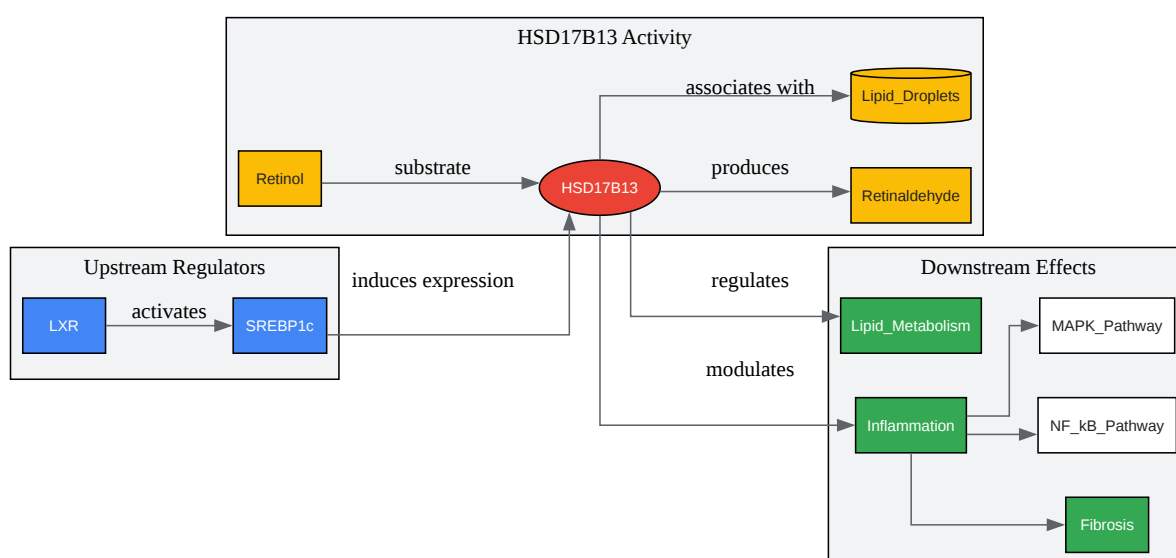 HSD17B13 Activity
associates with
Lipid_Droplets
Retinol
substrate
HSD17B13
produces
Retinaldehyde
Upstream Regulators
LXR
activates
SREBP1c
induces expression
regulates
modulates
Downstream Effects
Lipid_Metabolism
MAPK_Pathway
Inflammation
NF_kB_Pathway
Fibrosis